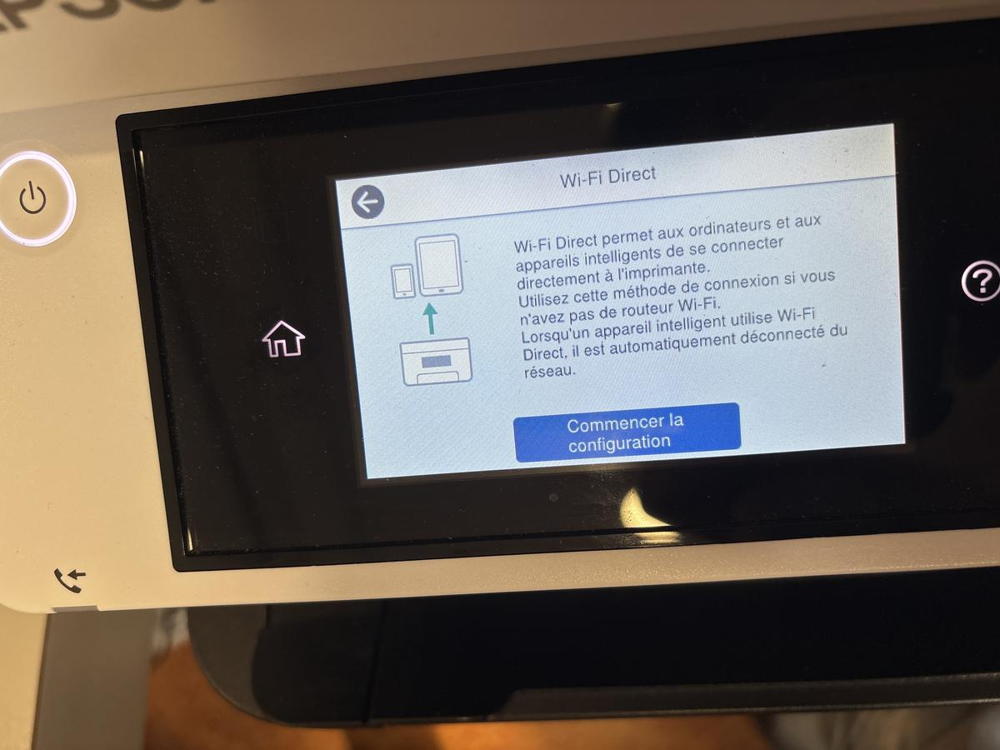 Wi-Fi Direct
Wi-Fi Direct permet aux ordinateurs et aux
appareils intelligents de se connecter
directement à l'imprimante.
Utilisez cette méthode de connexion si vous
n'avez pas de routeur Wi-Fi.
Lorsqu'un appareil intelligent utilise Wi-Fi
Direct, il est automatiquement déconnecté du
réseau.
Commencer la
configuration